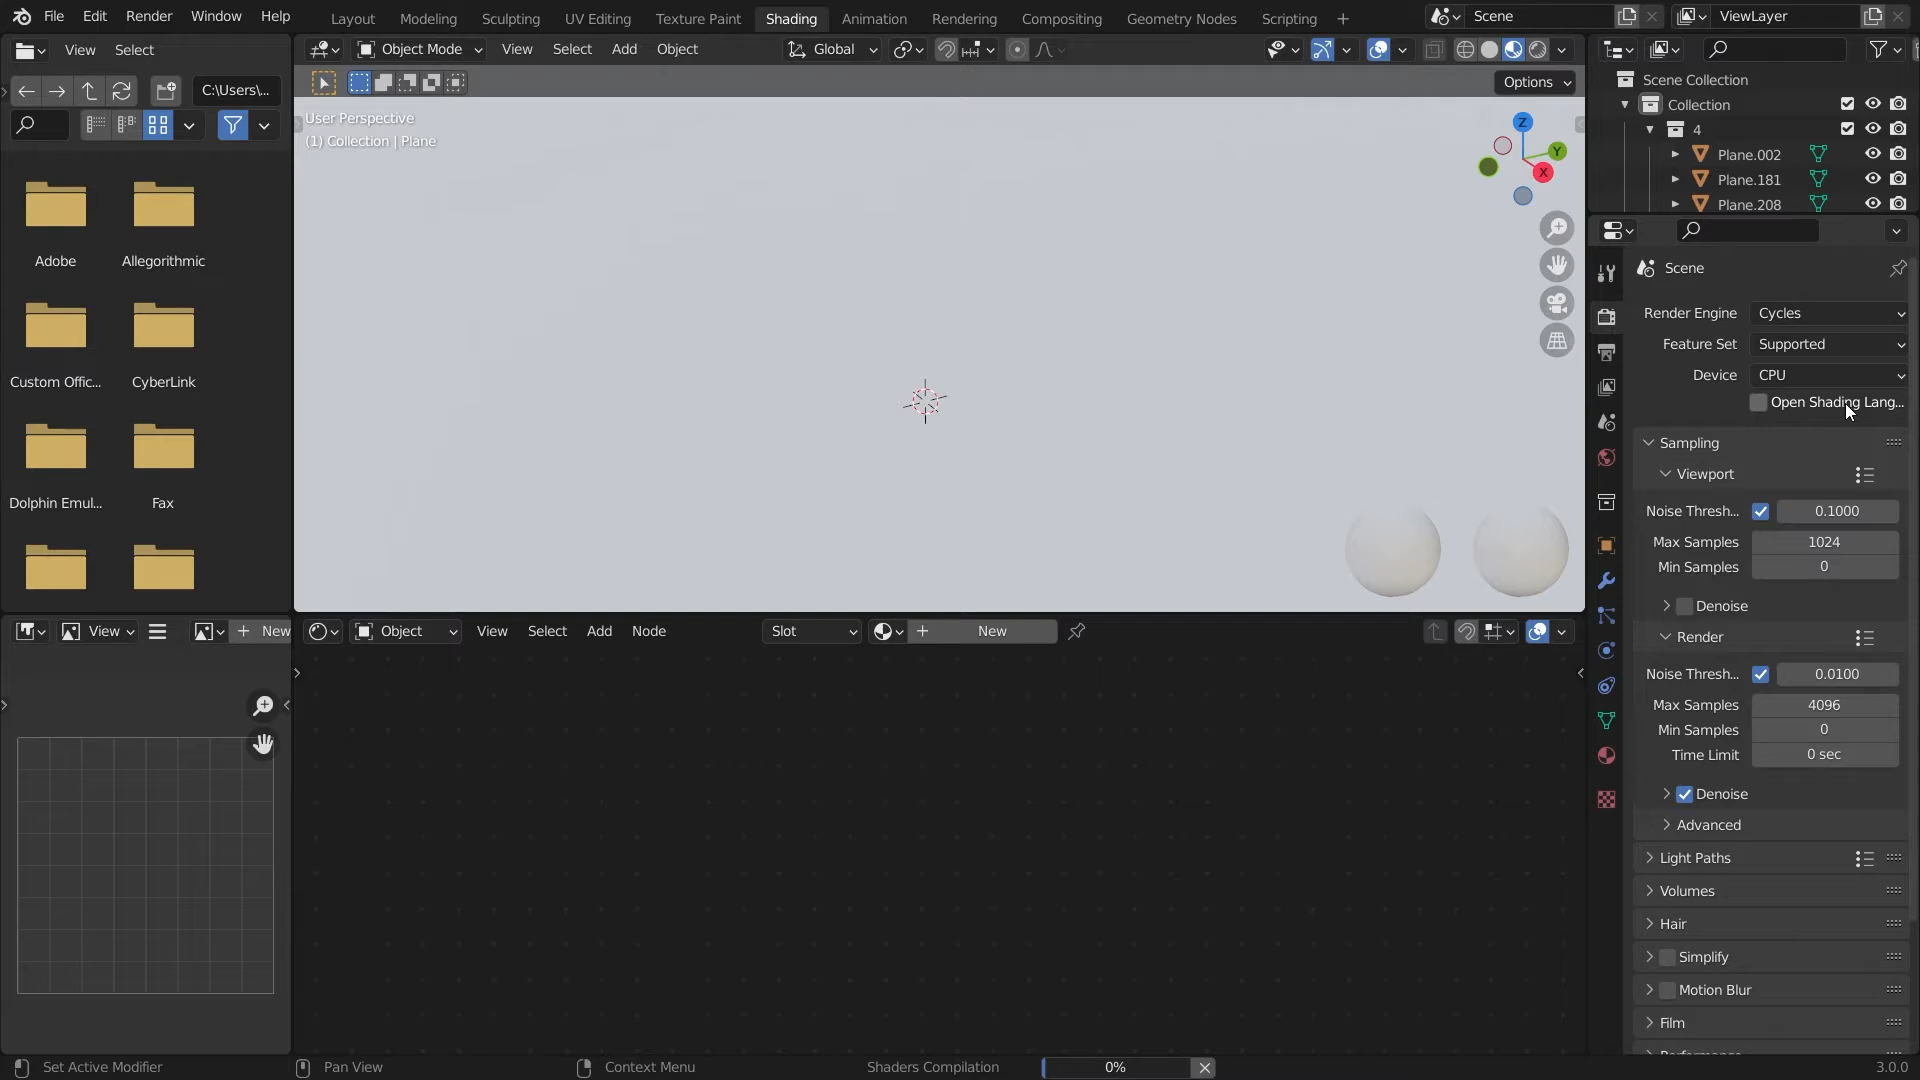 File Edit Render Window Help
Layout Modeling Sculpting UV Editing Texture Paint Shading Animation Rendering Compositing Geometry Nodes Scripting +
Scene
ViewLayer
View Select
C:\Users\...
Adobe
Allegorithmic
Custom Offic...
CyberLink
Dolphin Emul...
Fax
Object Mode View Select Add Object
Global
Options
User Perspective
(1) Collection | Plane
Z
Y
X
Scene Collection
Collection
4
Plane.002
Plane.181
Plane.208
Scene
Render Engine Cycles
Feature Set Supported
Device CPU
Open Shading Lang...
Sampling
Viewport
Noise Thresh... 0.1000
Max Samples 1024
Min Samples 0
Denoise
Render
Noise Thresh... 0.0100
Max Samples 4096
Min Samples 0
Time Limit 0 sec
Denoise
Advanced
Light Paths
Volumes
Hair
Simplify
Motion Blur
Film
View
+ New
Object View Select Add Node
Slot
+ New
Set Active Modifier
Pan View
Context Menu
Shaders Compilation 0%
3.0.0